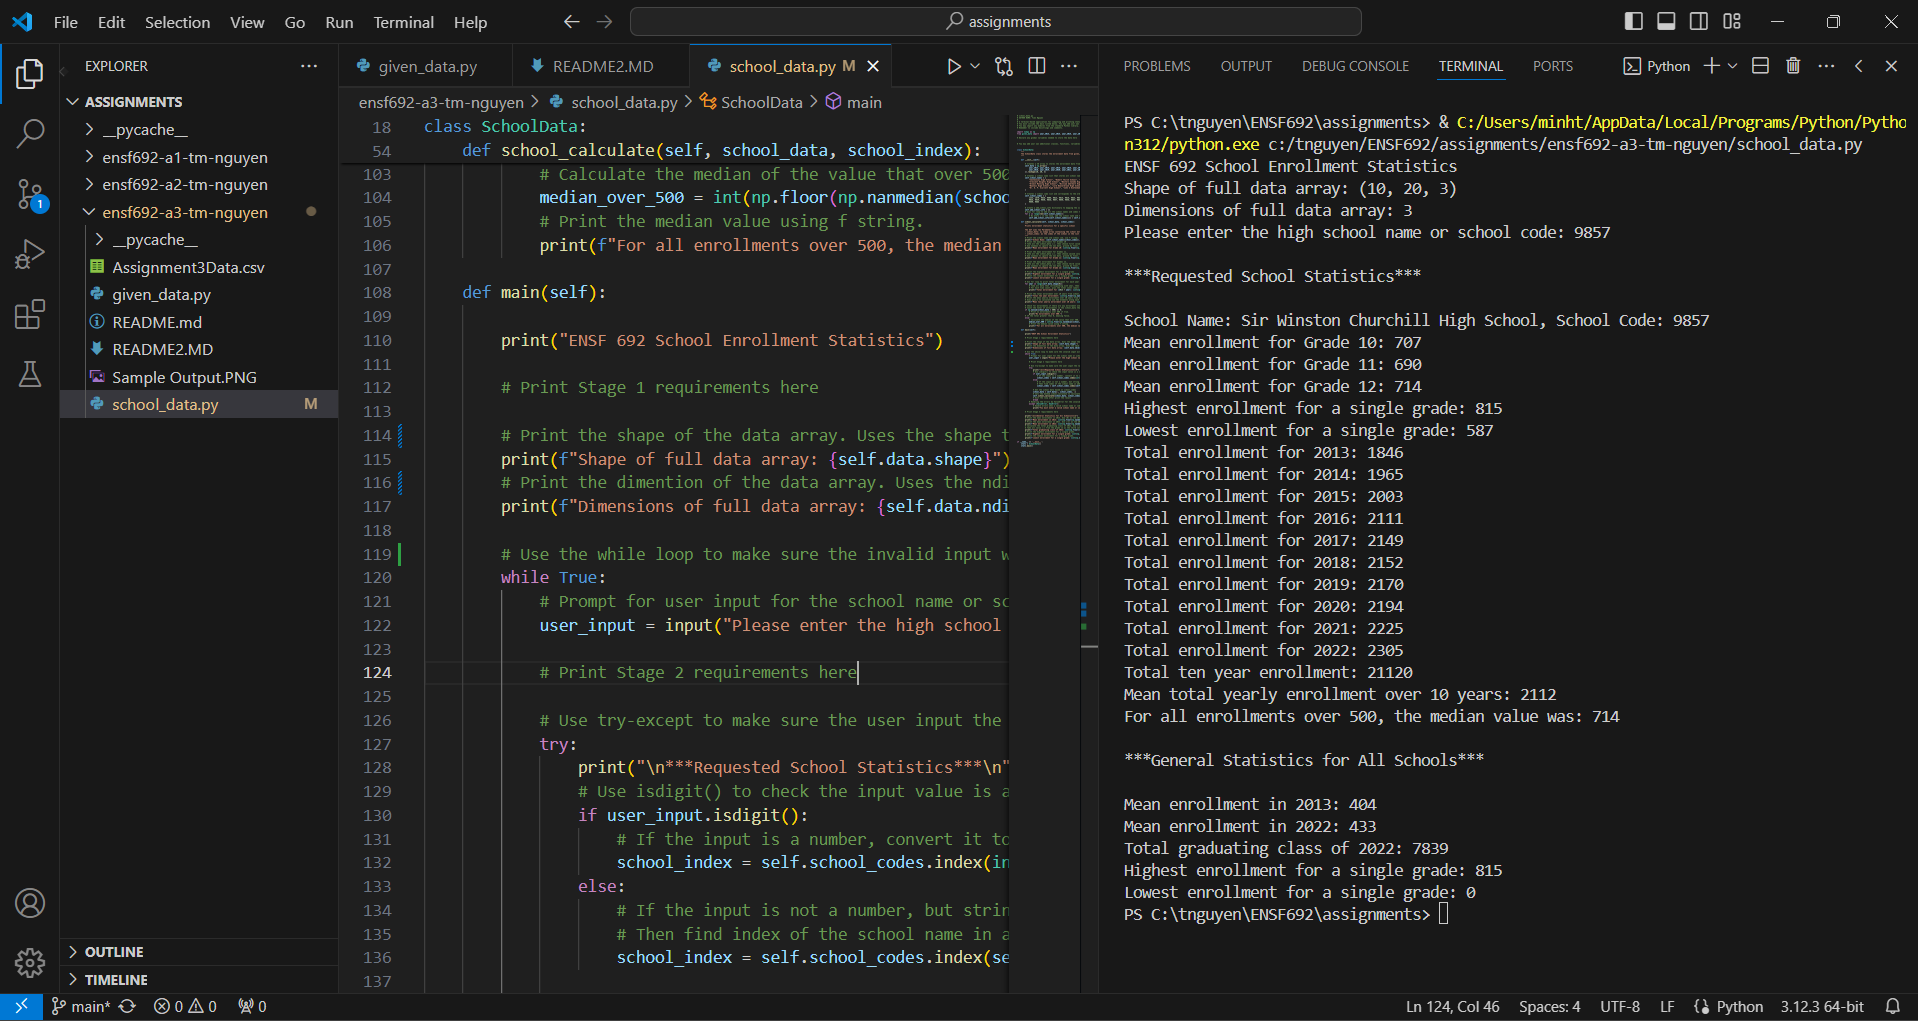 File Edit Selection View Go Run Terminal Help
assignments
EXPLORER
ASSIGNMENTS
__pycache__
ensf692-a1-tm-nguyen
ensf692-a2-tm-nguyen
ensf692-a3-tm-nguyen
__pycache__
Assignment3Data.csv
given_data.py
README.md
README2.MD
Sample Output.PNG
school_data.py M
1
OUTLINE
TIMELINE
given_data.py README2.MD school_data.py M
ensf692-a3-tm-nguyen > school_data.py > SchoolData > main
18 class SchoolData:
54 def school_calculate(self, school_data, school_index):
103 # Calculate the median of the value that over 500
104 median_over_500 = int(np.floor(np.nanmedian(schoo
105 # Print the median value using f string.
106 print(f"For all enrollments over 500, the median
107
108 def main(self):
109
110 print("ENSF 692 School Enrollment Statistics")
111
112 # Print Stage 1 requirements here
113
114 # Print the shape of the data array. Uses the shape t
115 print(f"Shape of full data array: {self.data.shape}")
116 # Print the dimention of the data array. Uses the ndi
117 print(f"Dimensions of full data array: {self.data.ndi
118
119 # Use the while loop to make sure the invalid input w
120 while True:
121 # Prompt for user input for the school name or sc
122 user_input = input("Please enter the high school
123
124 # Print Stage 2 requirements here
125
126 # Use try-except to make sure the user input the
127 try:
128 print("\n***Requested School Statistics***\n"
129 # Use isdigit() to check the input value is a
130 if user_input.isdigit():
131 # If the input is a number, convert it to
132 school_index = self.school_codes.index(in
133 else:
134 # If the input is not a number, but strin
135 # Then find index of the school name in a
136 school_index = self.school_codes.index(se
137
PROBLEMS OUTPUT DEBUG CONSOLE TERMINAL PORTS Python
PS C:\tnguyen\ENSF692\assignments> & C:/Users/minht/AppData/Local/Programs/Python/Pytho
n312/python.exe c:/tnguyen/ENSF692/assignments/ensf692-a3-tm-nguyen/school_data.py
ENSF 692 School Enrollment Statistics
Shape of full data array: (10, 20, 3)
Dimensions of full data array: 3
Please enter the high school name or school code: 9857
***Requested School Statistics***
School Name: Sir Winston Churchill High School, School Code: 9857
Mean enrollment for Grade 10: 707
Mean enrollment for Grade 11: 690
Mean enrollment for Grade 12: 714
Highest enrollment for a single grade: 815
Lowest enrollment for a single grade: 587
Total enrollment for 2013: 1846
Total enrollment for 2014: 1965
Total enrollment for 2015: 2003
Total enrollment for 2016: 2111
Total enrollment for 2017: 2149
Total enrollment for 2018: 2152
Total enrollment for 2019: 2170
Total enrollment for 2020: 2194
Total enrollment for 2021: 2225
Total enrollment for 2022: 2305
Total ten year enrollment: 21120
Mean total yearly enrollment over 10 years: 2112
For all enrollments over 500, the median value was: 714
***General Statistics for All Schools***
Mean enrollment in 2013: 404
Mean enrollment in 2022: 433
Total graduating class of 2022: 7839
Highest enrollment for a single grade: 815
Lowest enrollment for a single grade: 0
PS C:\tnguyen\ENSF692\assignments>
main* 0 0 0 Ln 124, Col 46 Spaces: 4 UTF-8 LF Python 3.12.3 64-bit